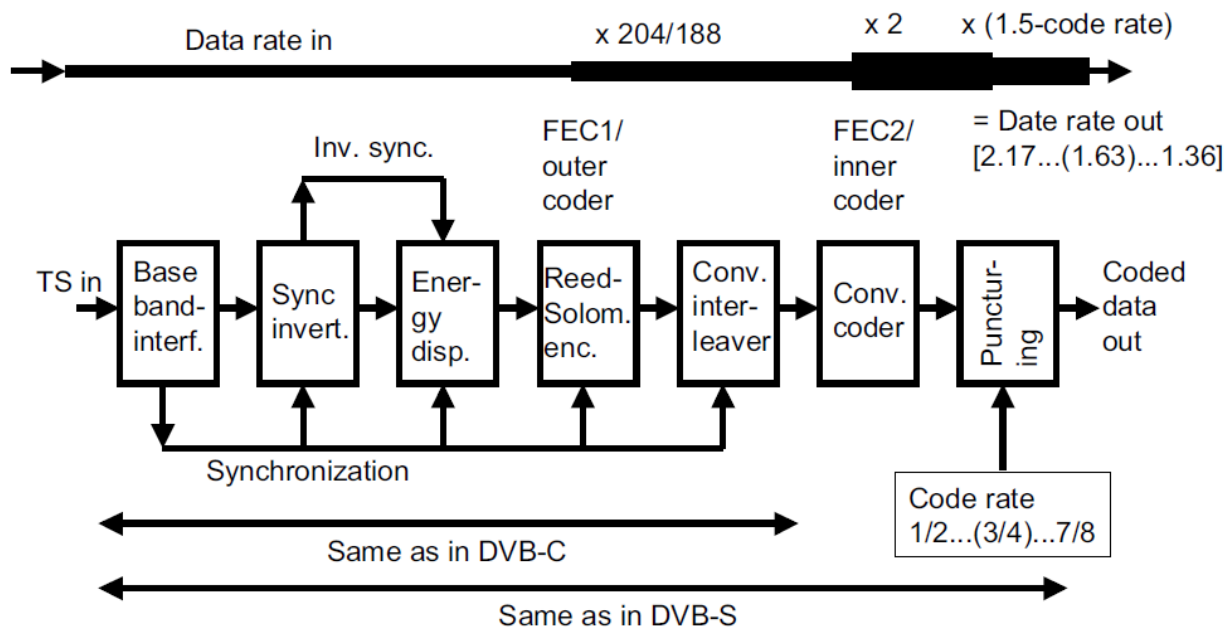 Data rate in
x 204/188
x 2
x (1.5-code rate)
= Date rate out
[2.17...(1.63)...1.36]
Inv. sync.
FEC1/
outer
coder
FEC2/
inner
coder
TS in
Base
band-
interf.
Sync
invert.
Ener-
gy
disp.
Reed-
Solom.
enc.
Conv.
inter-
leaver
Conv.
coder
Punctur-
ing
Coded
data
out
Synchronization
Code rate
1/2...(3/4)...7/8
Same as in DVB-C
Same as in DVB-S